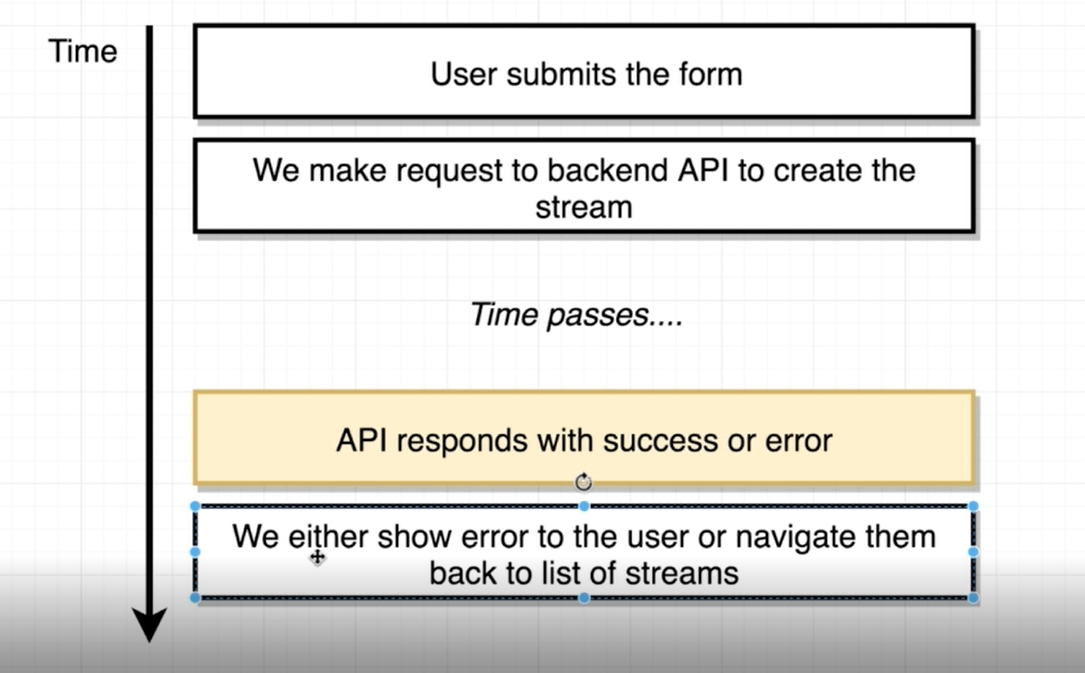 Time
User submits the form
We make request to backend API to create the
stream
Time passes....
API responds with success or error
We either show error to the user or navigate them
back to list of streams